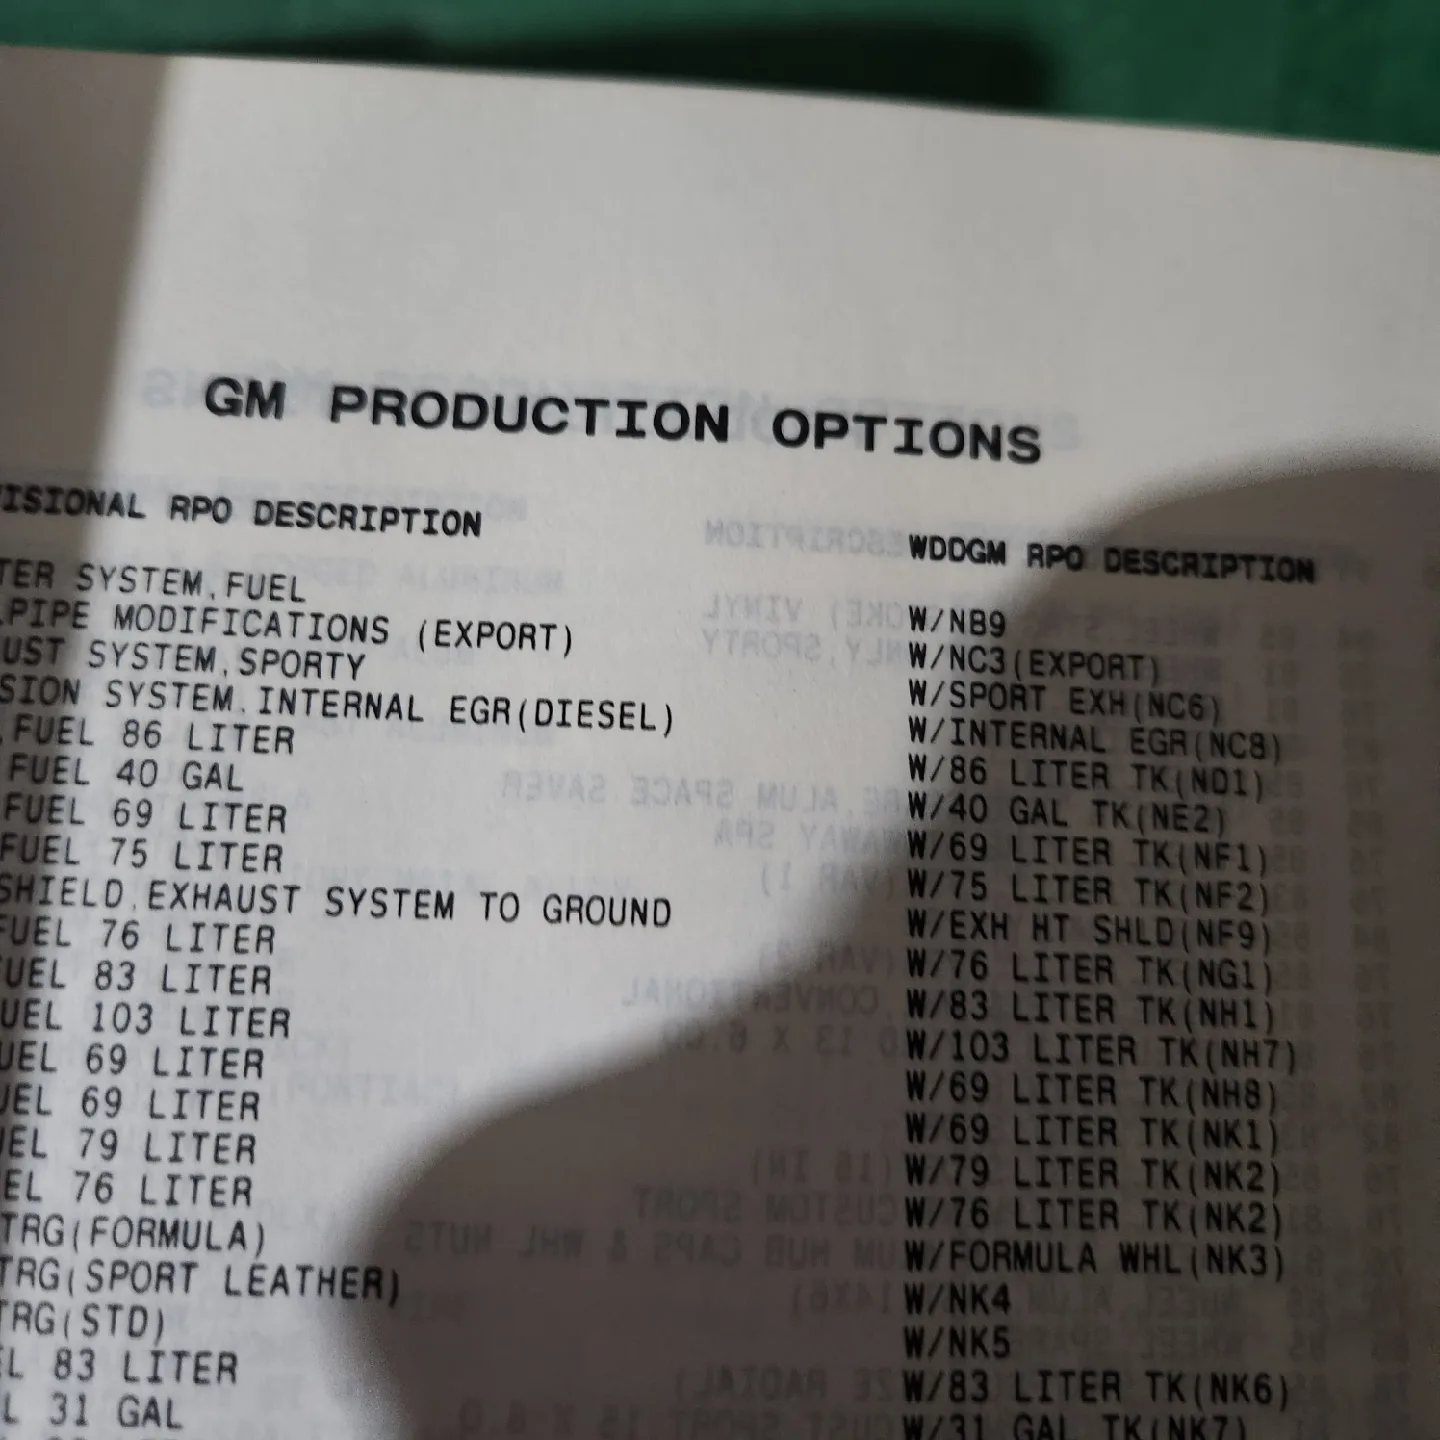 GM PRODUCTION OPTIONS
ISIONAL RPO DESCRIPTION WDDGM RPO DESCRIPTION
TER SYSTEM,FUEL W/NB9
PIPE MODIFICATIONS (EXPORT) W/NC3(EXPORT)
UST SYSTEM,SPORTY W/SPORT EXH(NC6)
SION SYSTEM,INTERNAL EGR(DIESEL) W/INTERNAL EGR(NC8)
,FUEL 86 LITER W/86 LITER TK(ND1)
FUEL 40 GAL W/40 GAL TK(NE2)
FUEL 69 LITER W/69 LITER TK(NF1)
FUEL 75 LITER W/75 LITER TK(NF2)
SHIELD,EXHAUST SYSTEM TO GROUND W/EXH HT SHLD(NF9)
FUEL 76 LITER W/76 LITER TK(NG1)
UEL 83 LITER W/83 LITER TK(NH1)
UEL 103 LITER W/103 LITER TK(NH7)
UEL 69 LITER W/69 LITER TK(NH8)
UEL 69 LITER W/69 LITER TK(NK1)
EL 79 LITER W/79 LITER TK(NK2)
EL 76 LITER W/76 LITER TK(NK2)
TRG(FORMULA) W/FORMULA WHL(NK3)
TRG(SPORT LEATHER) W/NK4
TRG(STD) W/NK5
L 83 LITER W/83 LITER TK(NK6)
L 31 GAL W/31 GAL TK(NK7)